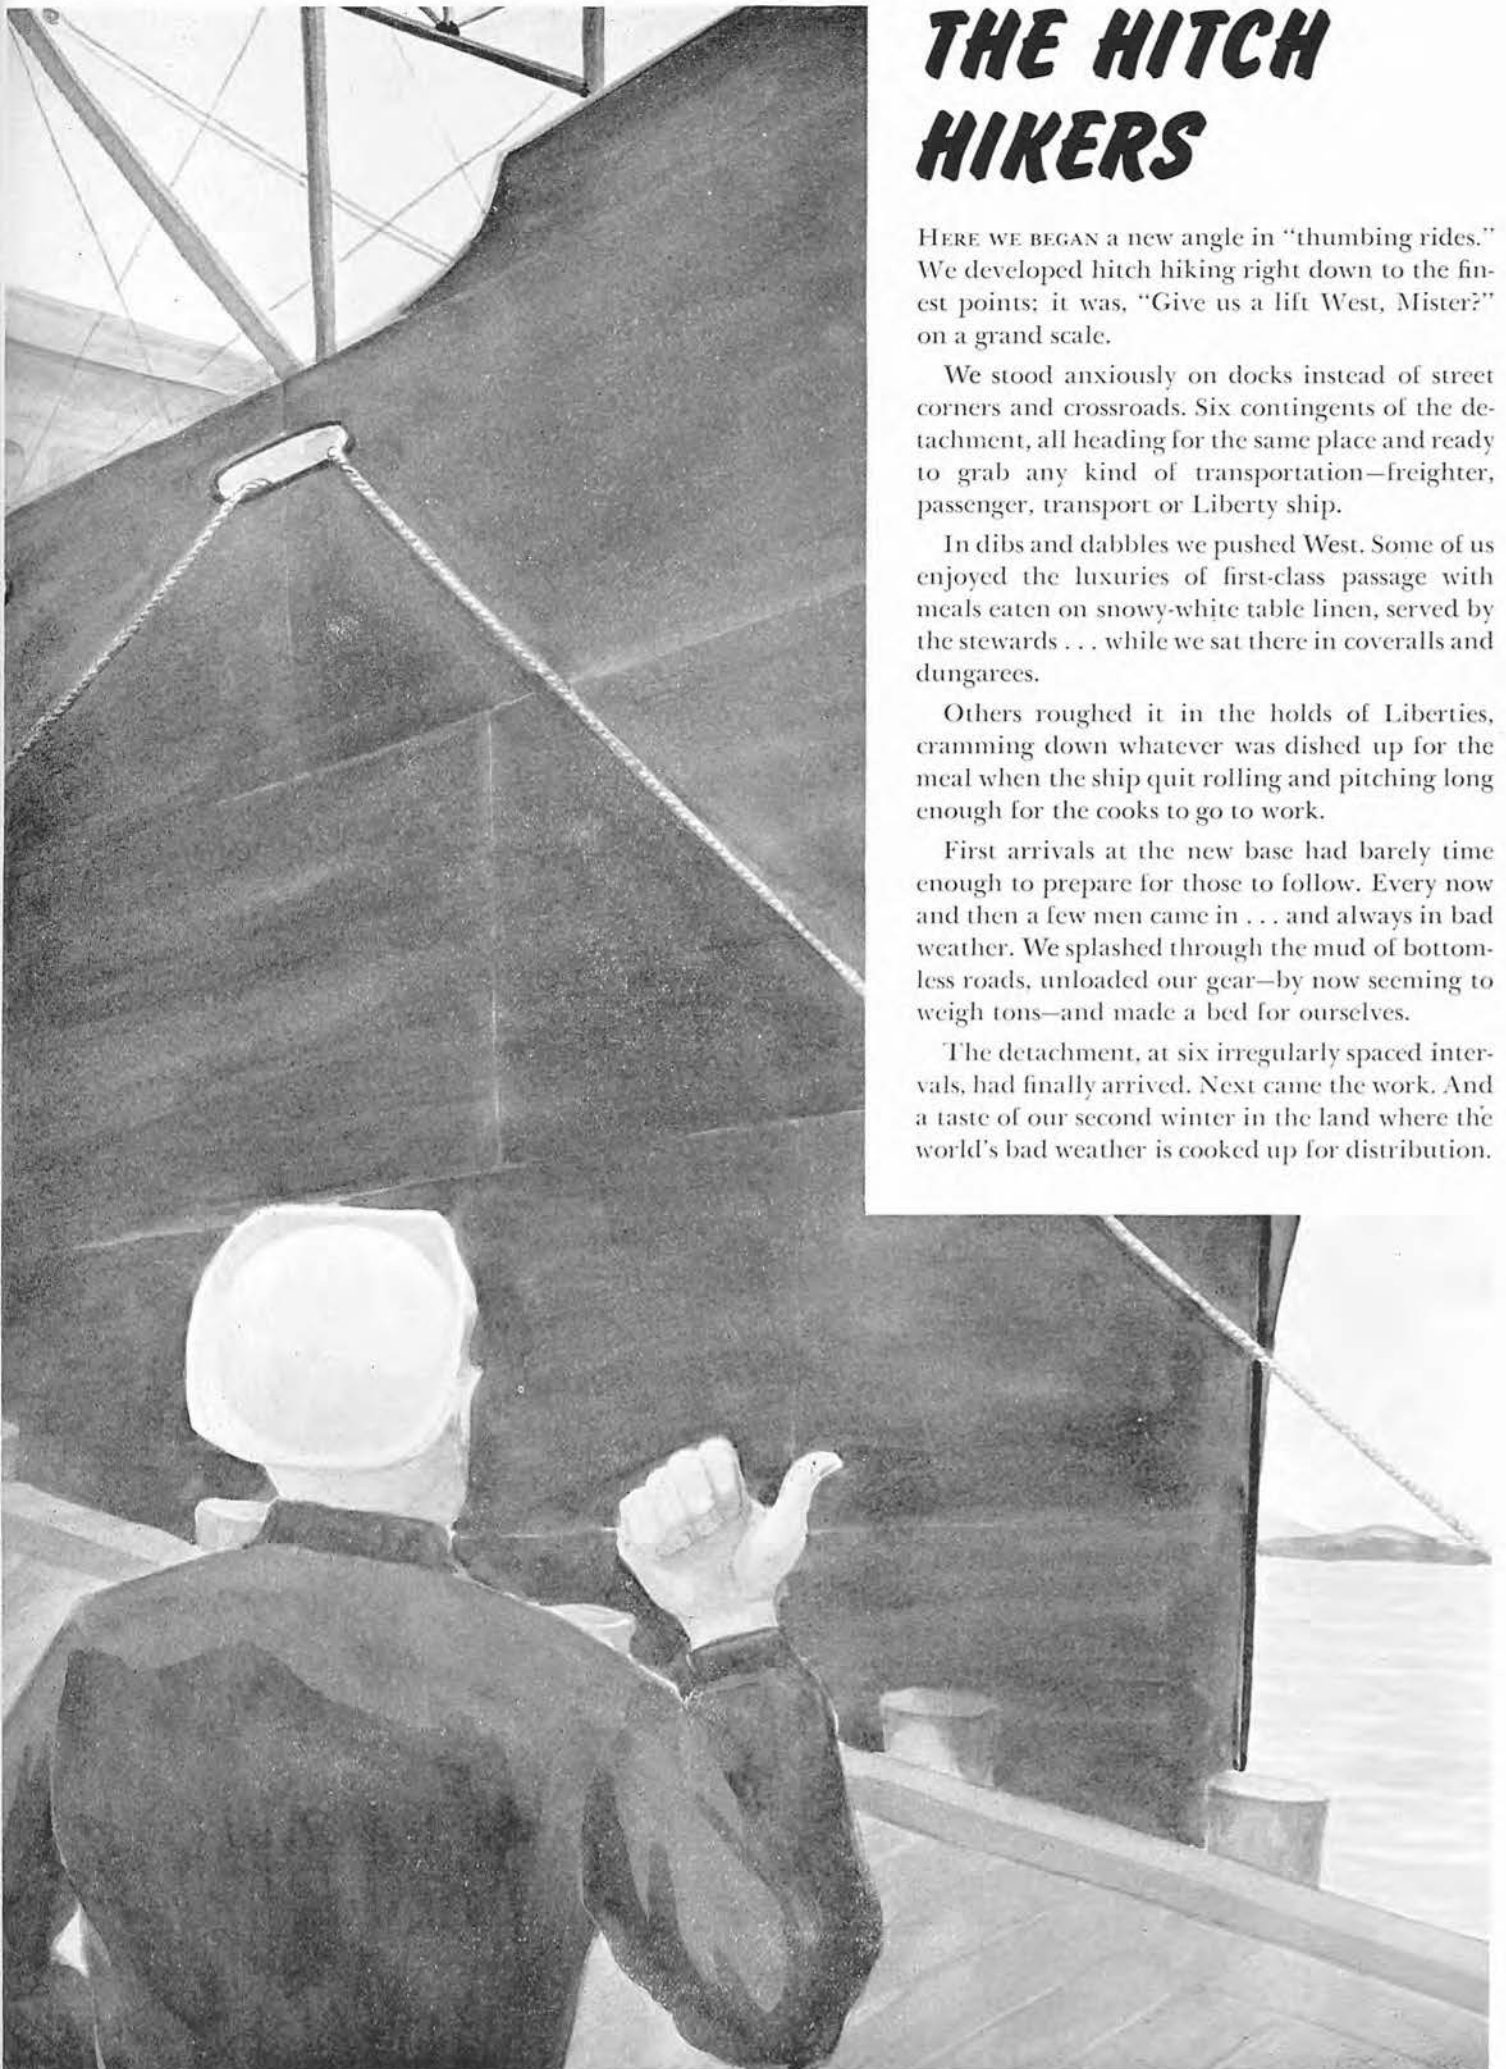 THE HITCH
HIKERS
HERE WE BEGAN a new angle in "thumbing rides."
We developed hitch hiking right down to the fin-
est points: it was, "Give us a lift West, Mister?"
on a grand scale.
We stood anxiously on docks instead of street
corners and crossroads. Six contingents of the de-
tachment, all heading for the same place and ready
to grab any kind of transportation—freighter,
passenger, transport or Liberty ship.
In dibs and dabbles we pushed West. Some of us
enjoyed the luxuries of first-class passage with
meals eaten on snowy-white table linen, served by
the stewards . . . while we sat there in coveralls and
dungarees.
Others roughed it in the holds of Liberties,
cramming down whatever was dished up for the
meal when the ship quit rolling and pitching long
enough for the cooks to go to work.
First arrivals at the new base had barely time
enough to prepare for those to follow. Every now
and then a few men came in . . . and always in bad
weather. We splashed through the mud of bottom-
less roads, unloaded our gear—by now seeming to
weigh tons—and made a bed for ourselves.
The detachment, at six irregularly spaced inter-
vals, had finally arrived. Next came the work. And
a taste of our second winter in the land where the
world's bad weather is cooked up for distribution.